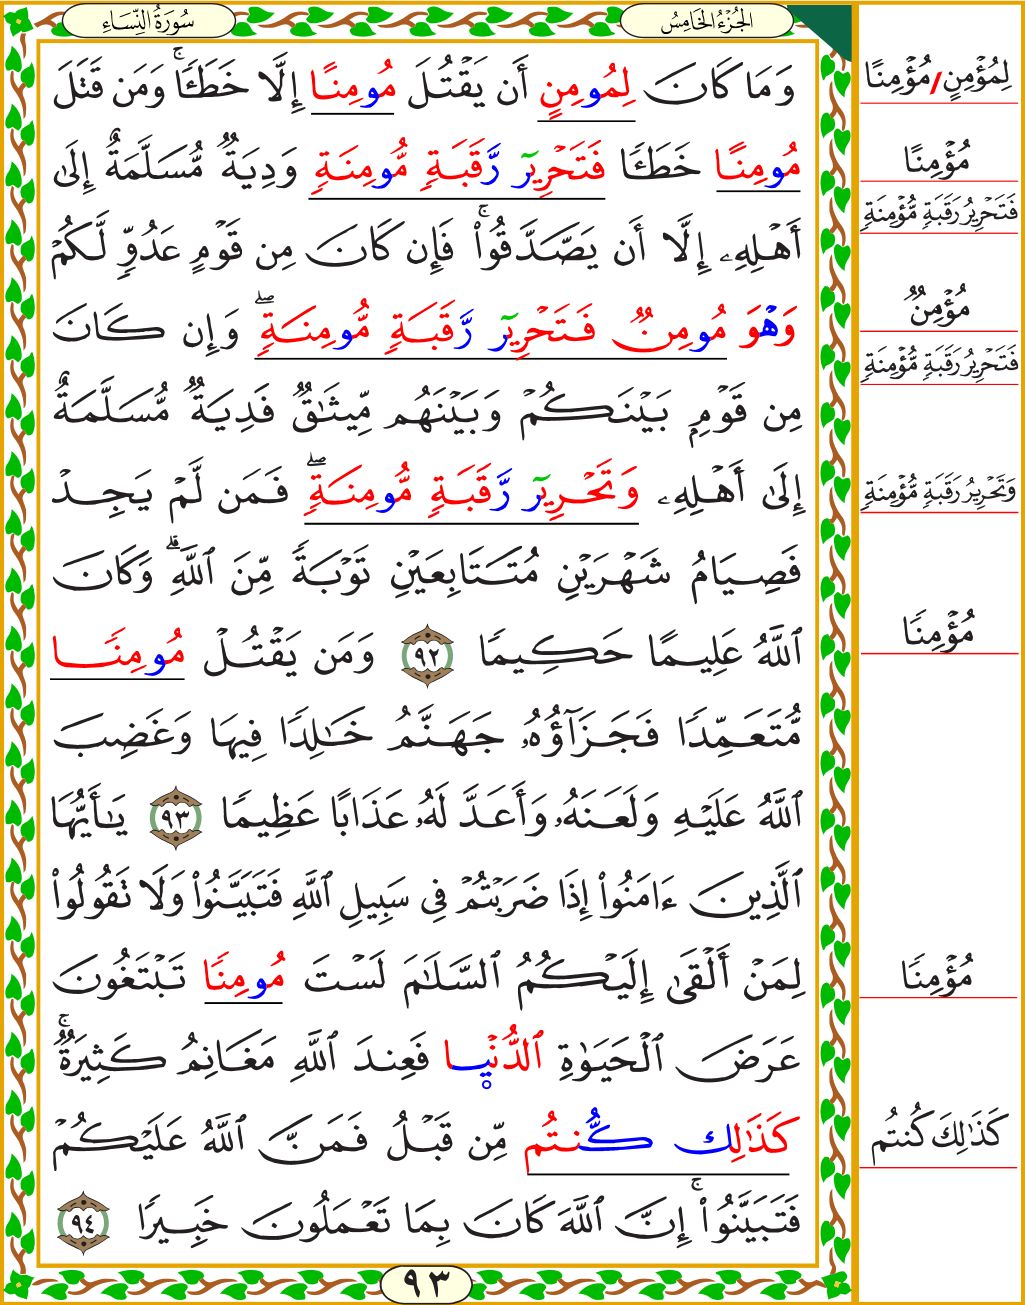 سُورَةُ النِّسَاءِ
الجُزْءُ الخَامِسُ
وَمَا كَانَ لِمُومِنٍ أَن يَقْتُلَ مُومِنًا إِلَّا خَطَـًٔا ۚ وَمَن قَتَلَ
مُومِنًا خَطَـًٔا فَتَحْرِير رَّقَبَةٍ مُّومِنَةٍ وَدِيَةٌ مُّسَلَّمَةٌ إِلَىٰ
أَهْلِهِۦ إِلَّا أَن يَصَّدَّقُوا۟ ۚ فَإِن كَانَ مِن قَوْمٍ عَدُوٍّ لَّكُمْ
وَهْوَ مُومِنٌ فَتَحْرِير رَّقَبَةٍ مُّومِنَةٍ ۖ وَإِن كَانَ
مِن قَوْمٍۭ بَيْنَكُمْ وَبَيْنَهُم مِّيثَـٰقٌ فَدِيَةٌ مُّسَلَّمَةٌ
إِلَىٰ أَهْلِهِۦ وَتَحْرِير رَّقَبَةٍ مُّومِنَةٍ ۖ فَمَن لَّمْ يَجِدْ
فَصِيَامُ شَهْرَيْنِ مُتَتَابِعَيْنِ تَوْبَةً مِّنَ ٱللَّهِ ۗ وَكَانَ
ٱللَّهُ عَلِيمًا حَكِيمًا ٩٢ وَمَن يَقْتُلْ مُومِنًا
مُّتَعَمِّدًا فَجَزَآؤُهُۥ جَهَنَّمُ خَـٰلِدًا فِيهَا وَغَضِبَ
ٱللَّهُ عَلَيْهِ وَلَعَنَهُۥ وَأَعَدَّ لَهُۥ عَذَابًا عَظِيمًا ٩٣ يَـٰأَيُّهَا
ٱلَّذِينَ ءَامَنُوا۟ إِذَا ضَرَبْتُمْ فِي سَبِيلِ ٱللَّهِ فَتَبَيَّنُوا۟ وَلَا تَقُولُوا۟
لِمَنْ أَلْقَىٰ إِلَيْكُمُ ٱلسَّلَـٰمَ لَسْتَ مُومِنًا تَبْتَغُونَ
عَرَضَ ٱلْحَيَوٰةِ ٱلدُّنْيـا فَعِندَ ٱللَّهِ مَغَانِمُ كَثِيرَةٌ ۚ
كَذَٰلِك كُّنتُم مِّن قَبْلُ فَمَنَّ ٱللَّهُ عَلَيْكُمْ
فَتَبَيَّنُوا۟ ۚ إِنَّ ٱللَّهَ كَانَ بِمَا تَعْمَلُونَ خَبِيرًا ٩٤
٩٣
لِمُؤْمِنٍ/مُؤْمِنًا
مُؤْمِنًا
فَتَحْرِيرُ رَقَبَةٍ مُّؤْمِنَةٍ
مُؤْمِنٌ
فَتَحْرِيرُ رَقَبَةٍ مُّؤْمِنَةٍ
وَتَحْرِيرُ رَقَبَةٍ مُّؤْمِنَةٍ
مُؤْمِنًا
مُؤْمِنًا
كَذَٰلِكَ كُنتُم